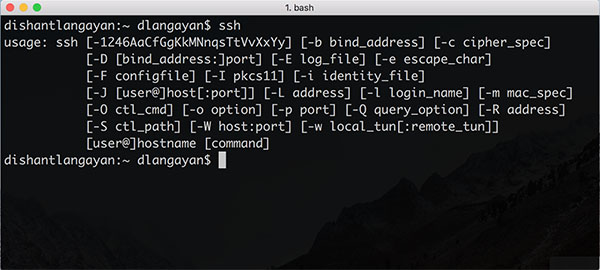 1. bash
dishantlangayan:~ dlangayan$ ssh
usage: ssh [-1246AaCfGgKkMNnqsTtVvXxYy] [-b bind_address] [-c cipher_spec]
[-D [bind_address:]port] [-E log_file] [-e escape_char]
[-F configfile] [-I pkcs11] [-i identity_file]
[-J [user@]host[:port]] [-L address] [-l login_name] [-m mac_spec]
[-O ctl_cmd] [-o option] [-p port] [-Q query_option] [-R address]
[-S ctl_path] [-W host:port] [-w local_tun[:remote_tun]]
[user@]hostname [command]
dishantlangayan:~ dlangayan$